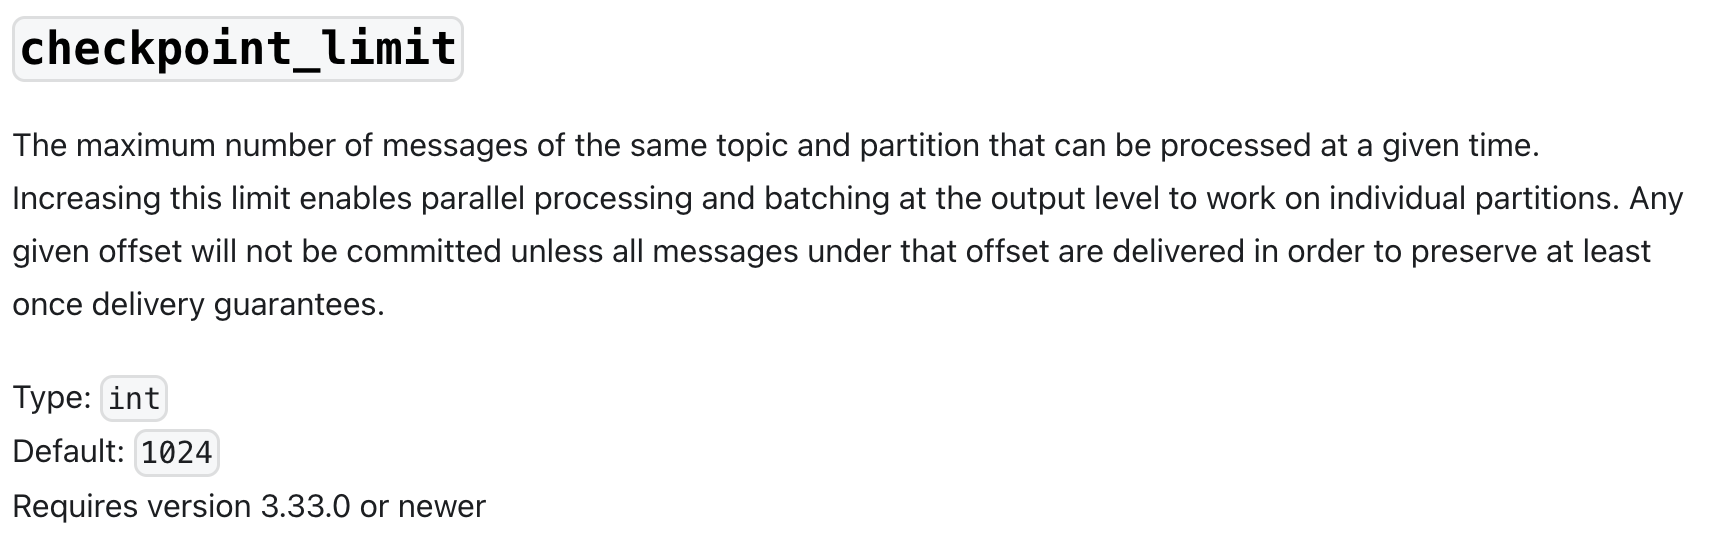 checkpoint_limit
The maximum number of messages of the same topic and partition that can be processed at a given time.
Increasing this limit enables parallel processing and batching at the output level to work on individual partitions. Any
given offset will not be committed unless all messages under that offset are delivered in order to preserve at least
once delivery guarantees.
Type: int
Default: 1024
Requires version 3.33.0 or newer